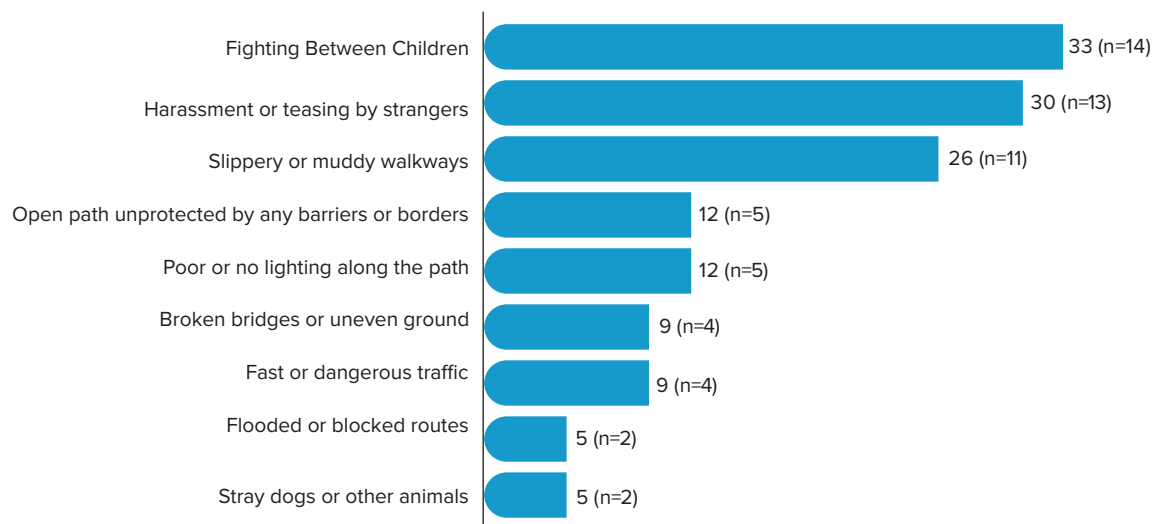 Fighting Between Children 33 (n=14)
Harassment or teasing by strangers 30 (n=13)
Slippery or muddy walkways 26 (n=11)
Open path unprotected by any barriers or borders 12 (n=5)
Poor or no lighting along the path 12 (n=5)
Broken bridges or uneven ground 9 (n=4)
Fast or dangerous traffic 9 (n=4)
Flooded or blocked routes 5 (n=2)
Stray dogs or other animals 5 (n=2)